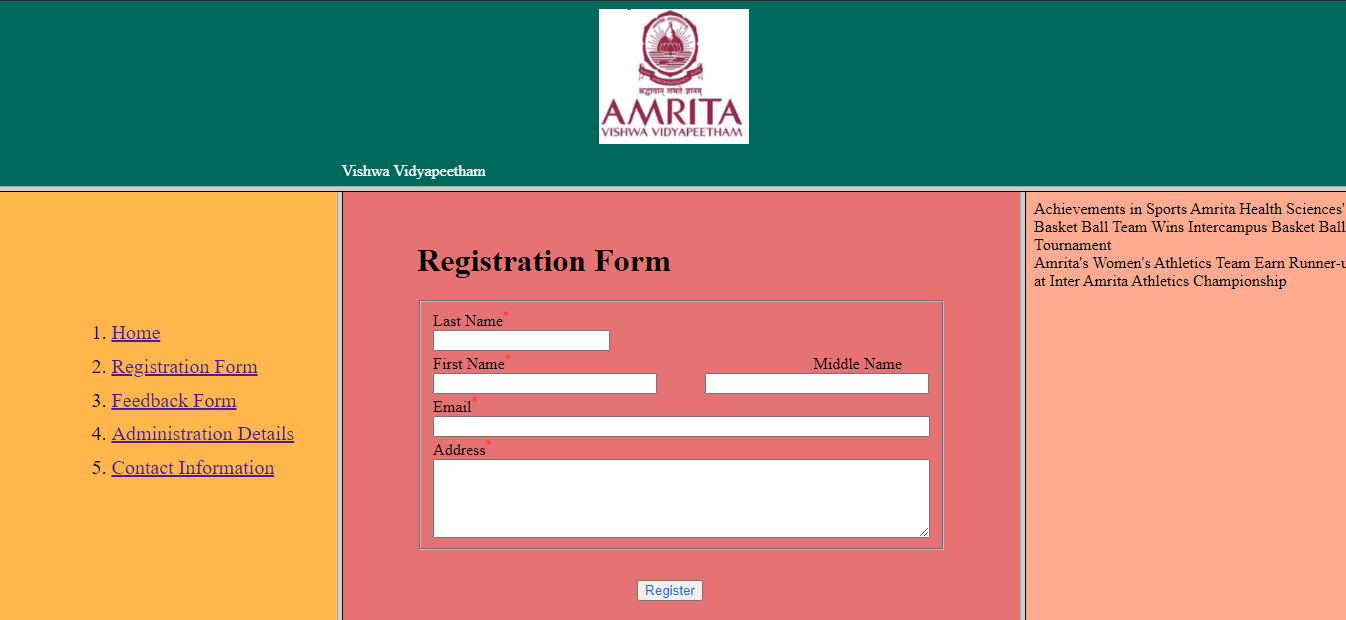 श्रद्धावान् लभते ज्ञानम्
AMRITA
VISHWA VIDYAPEETHAM
Vishwa Vidyapeetham
1. Home
2. Registration Form
3. Feedback Form
4. Administration Details
5. Contact Information
Registration Form
Last Name*
First Name* Middle Name
Email*
Address*
Register
Achievements in Sports Amrita Health Sciences'
Basket Ball Team Wins Intercampus Basket Ball
Tournament
Amrita's Women's Athletics Team Earn Runner-u
at Inter Amrita Athletics Championship